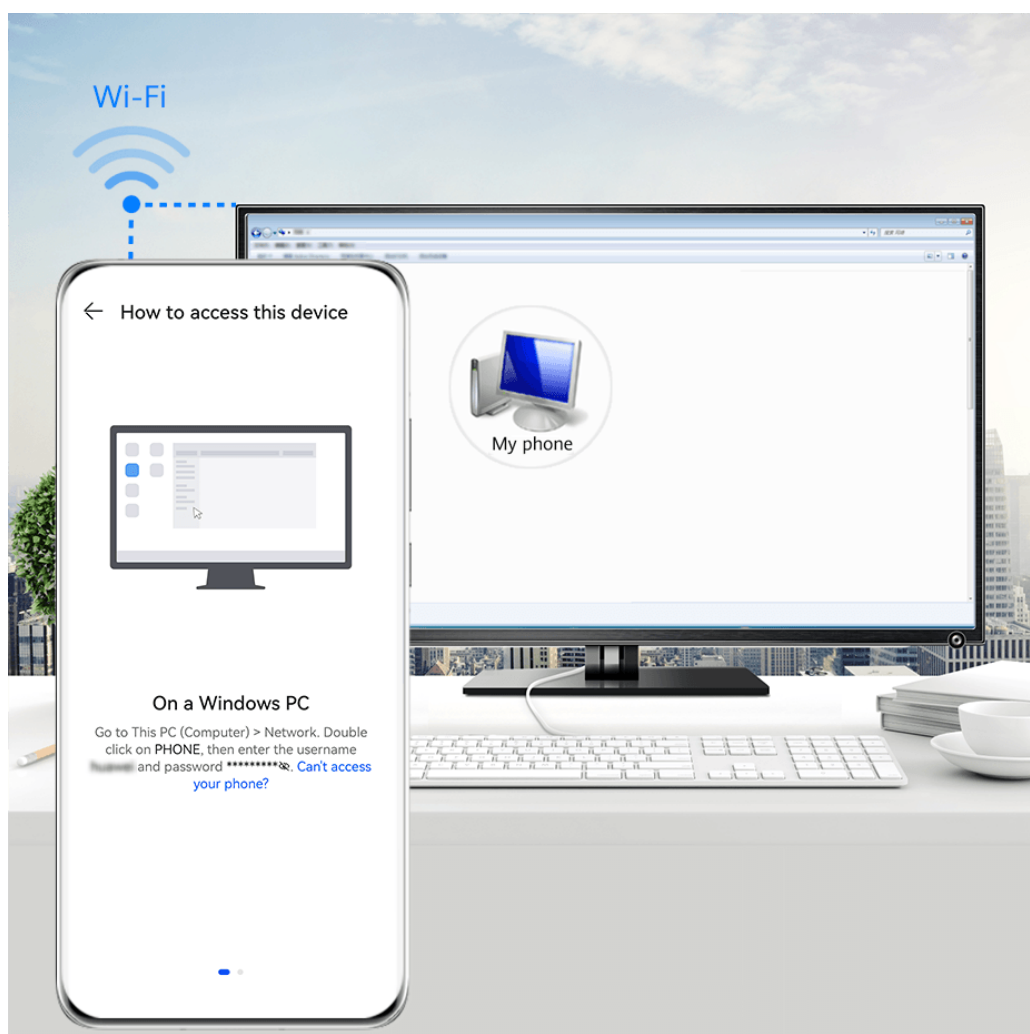 Wi-Fi
How to access this device
My phone
On a Windows PC
Go to This PC (Computer) > Network. Double
click on PHONE, then enter the username
and password *********. Can't access
your phone?